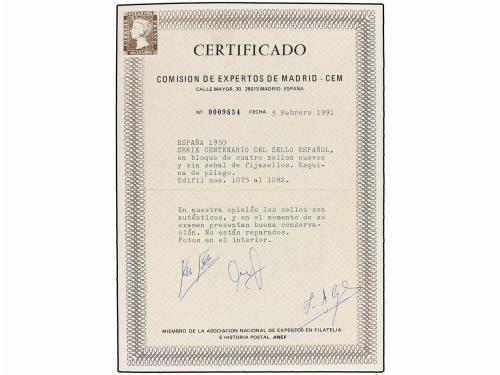 CERTIFICADO
COMISION DE EXPERTOS DE MADRID - CEM
CALLE MAYOR, 30. 28013 MADRID. ESPAÑA
Nº 0009834 FECHA 5 Febrero 1991
ESPAÑA 1950
SERIE CENTENARIO DEL SELLO ESPAÑOL,
en bloque de cuatro sellos nuevos y
sin señal de fijasellos. Esqui-
na de pliego.
Edifil nos. 1075 al 1082.
En nuestra opinión los sellos son
auténticos, y en el momento de su
examen presentan buena conserva-
ción. No están reparados.
Fotos en el interior.
MIEMBRO DE LA ASOCIACION NACIONAL DE EXPERTOS EN FILATELIA
E HISTORIA POSTAL. ANEF